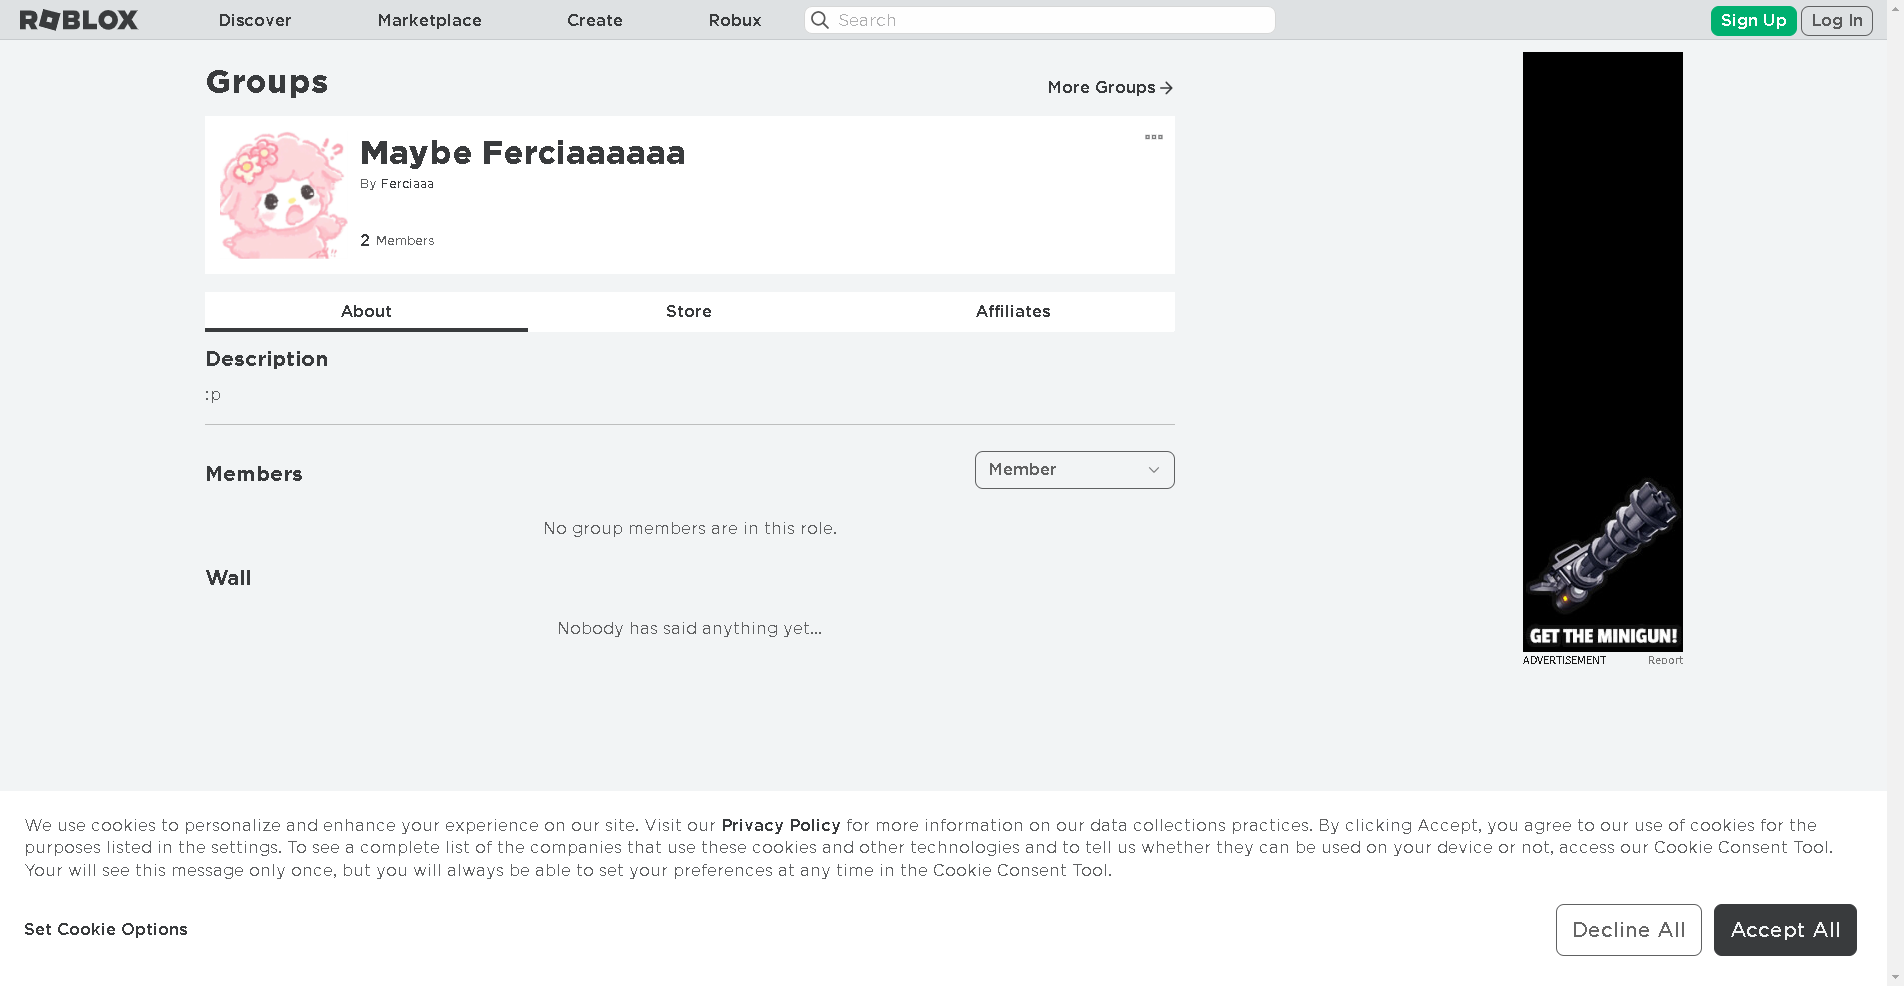 ROBLOX Discover Marketplace Create Robux Search Sign Up Log In
Groups
More Groups
Maybe Ferciaaaaaa
By Ferciaaa
2 Members
About Store Affiliates
Description
:p
Members
Member
No group members are in this role.
Wall
Nobody has said anything yet...
GET THE MINIGUN!
ADVERTISEMENT Report
We use cookies to personalize and enhance your experience on our site. Visit our Privacy Policy for more information on our data collections practices. By clicking Accept, you agree to our use of cookies for the
purposes listed in the settings. To see a complete list of the companies that use these cookies and other technologies and to tell us whether they can be used on your device or not, access our Cookie Consent Tool.
Your will see this message only once, but you will always be able to set your preferences at any time in the Cookie Consent Tool.
Set Cookie Options
Decline All Accept All